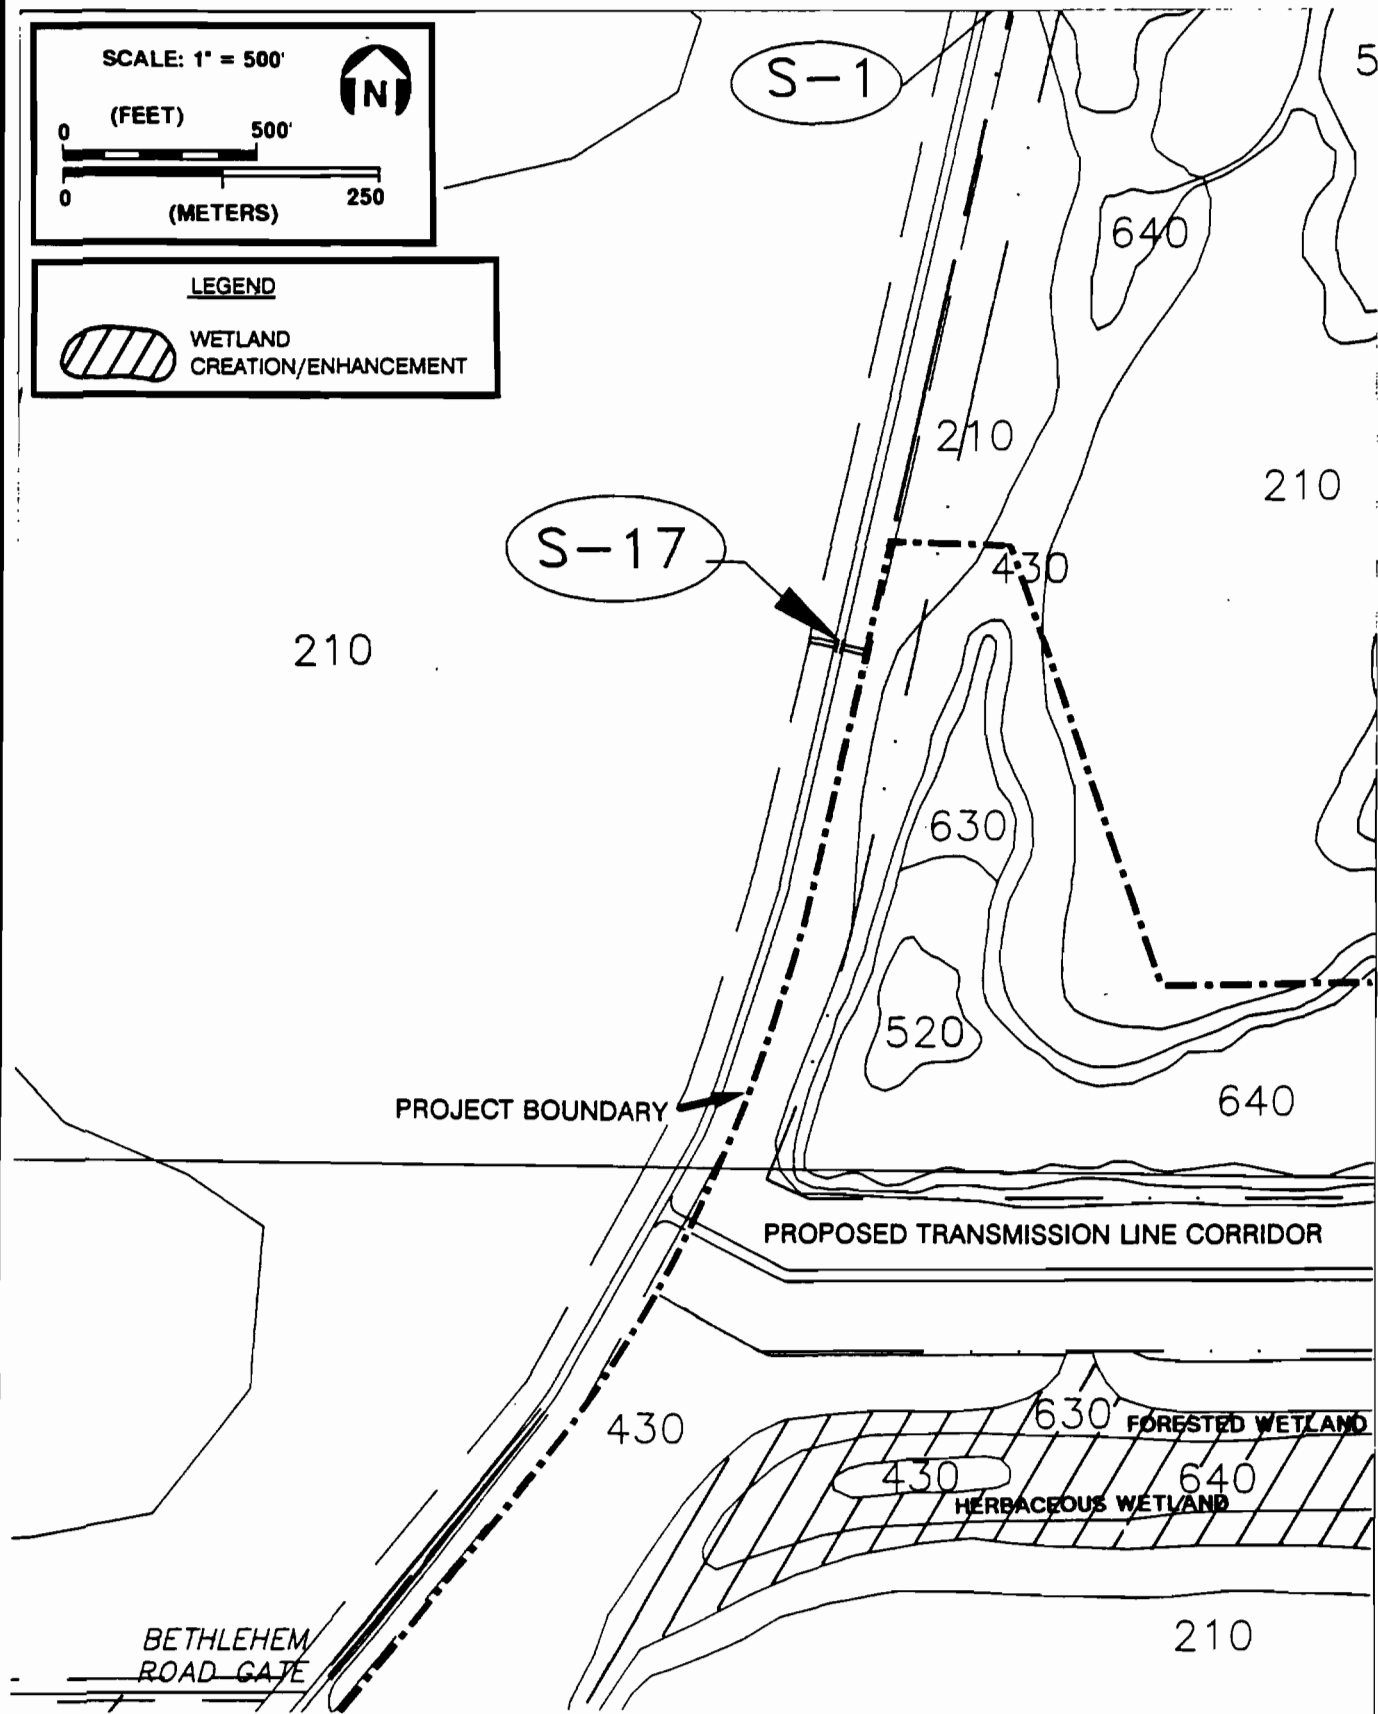 SCALE: 1" = 500'
N
(FEET)
0 500'
0 250
(METERS)
LEGEND
WETLAND
CREATION/ENHANCEMENT
S-1
5
640
210
210
S-17
430
210
630
520
PROJECT BOUNDARY
640
PROPOSED TRANSMISSION LINE CORRIDOR
630
FORESTED WETLAND
430
430
640
HERBACEOUS WETLAND
BETHLEHEM
ROAD GATE
210